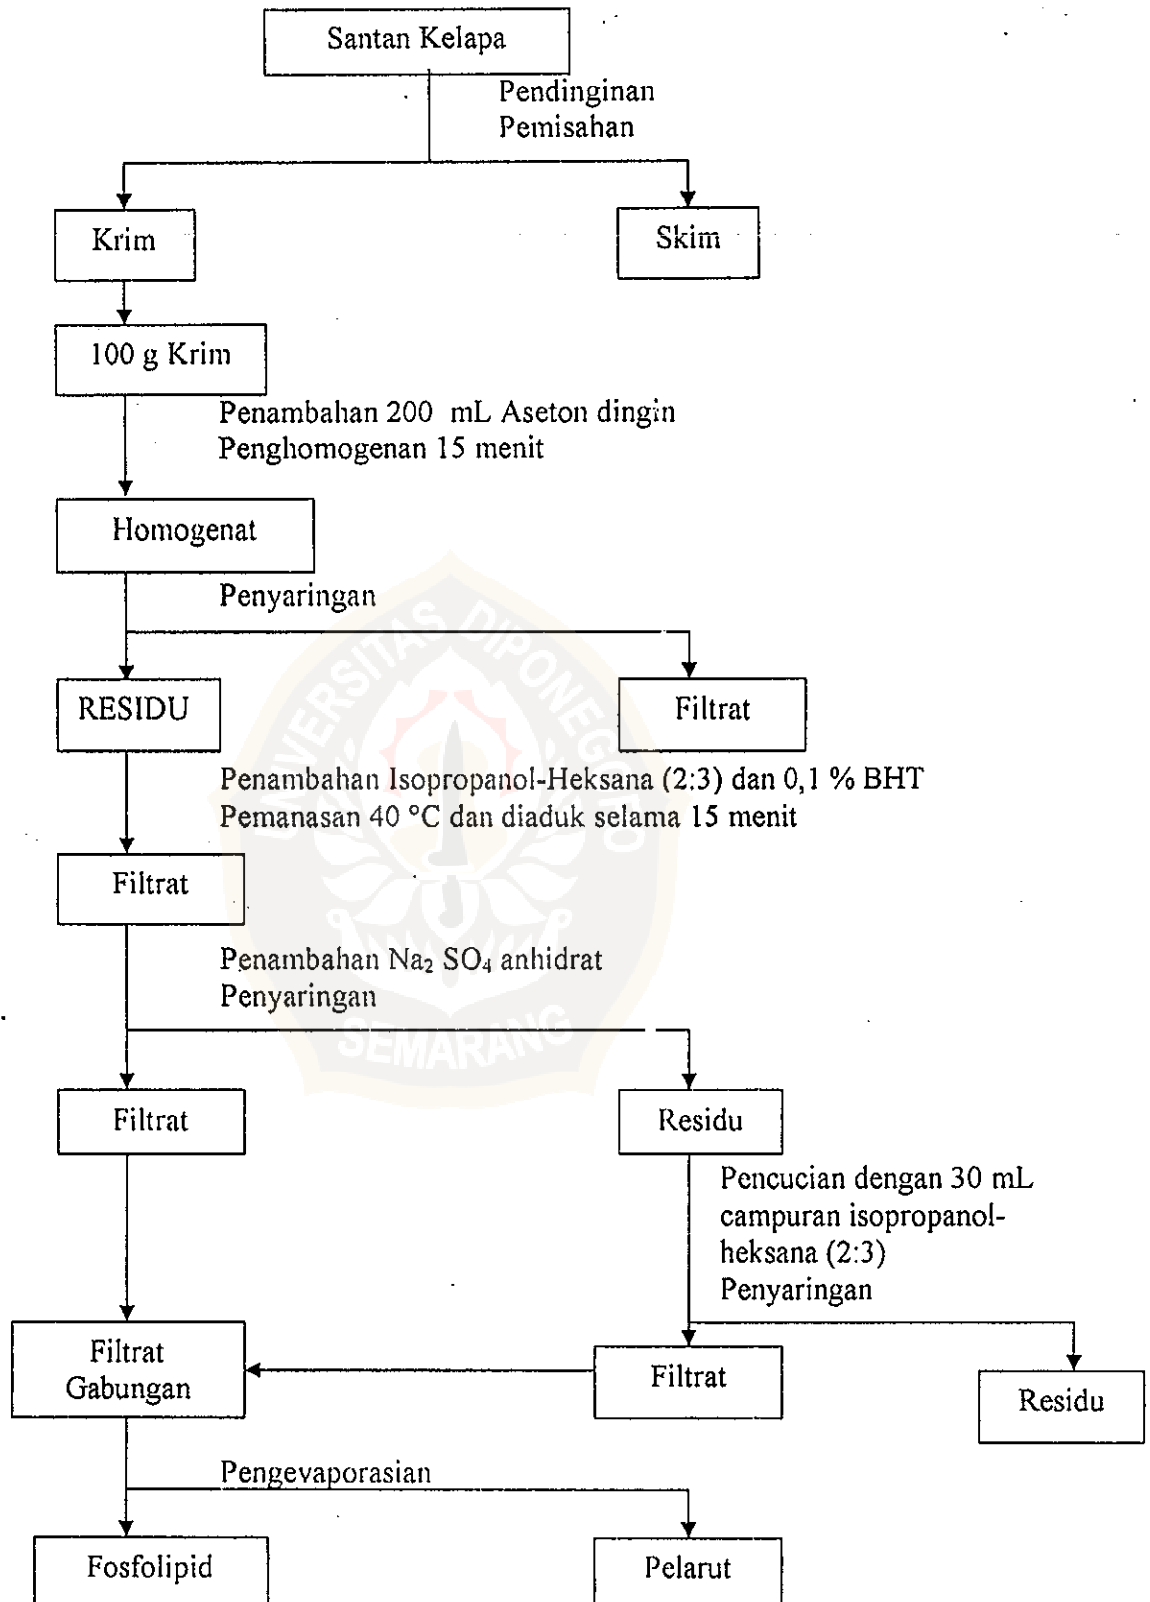 Santan Kelapa
Pendinginan
Pemisahan
Krim
Skim
100 g Krim
Penambahan 200 mL Aseton dingin
Penghomogenan 15 menit
Homogenat
Penyaringan
RESIDU
Filtrat
Penambahan Isopropanol-Heksana (2:3) dan 0,1 % BHT
Pemanasan 40 °C dan diaduk selama 15 menit
Filtrat
Penambahan Na₂ SO₄ anhidrat
Penyaringan
Filtrat
Residu
Pencucian dengan 30 mL
campuran isopropanol-
heksana (2:3)
Penyaringan
Filtrat
Gabungan
Filtrat
Residu
Pengevaporasian
Fosfolipid
Pelarut
UNIVERSITAS DIPONEGORO
SEMARANG